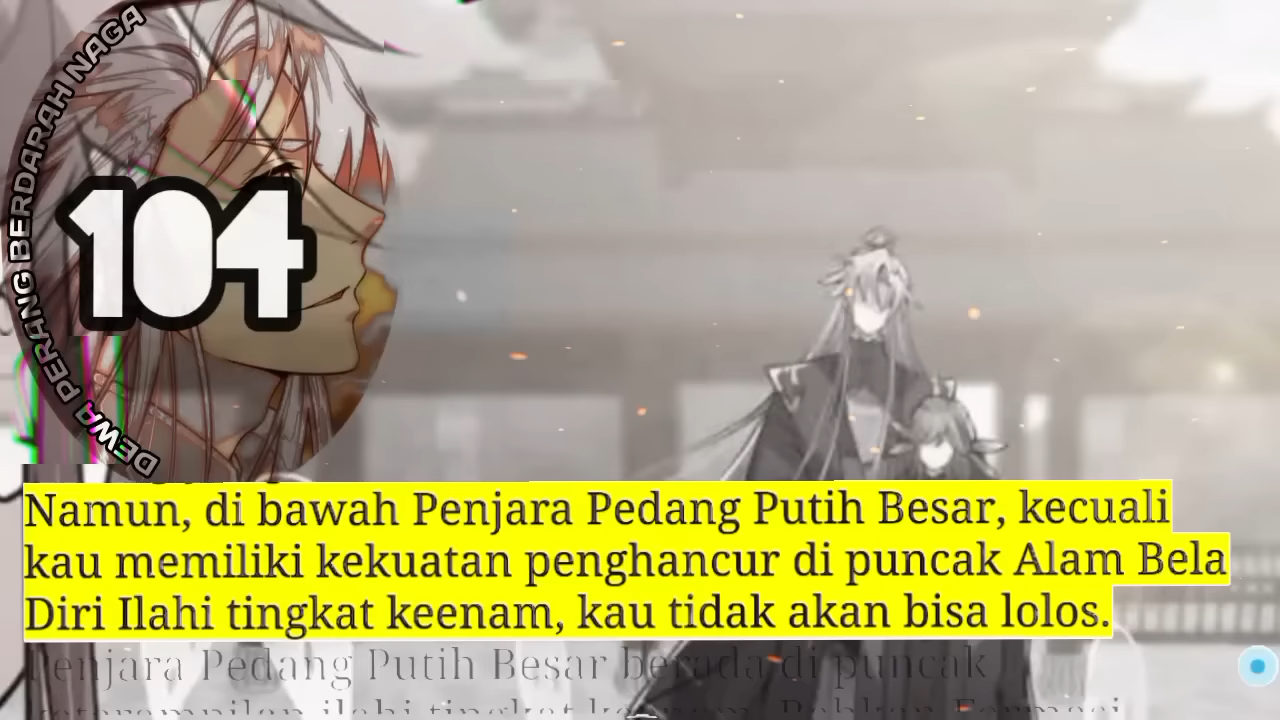 DEWA PERANG BERDARAH NAGA
104
Namun, di bawah Penjara Pedang Putih Besar, kecuali
kau memiliki kekuatan penghancur di puncak Alam Bela
Diri Ilahi tingkat keenam, kau tidak akan bisa lolos.
Penjara Pedang Putih Besar berada di puncak